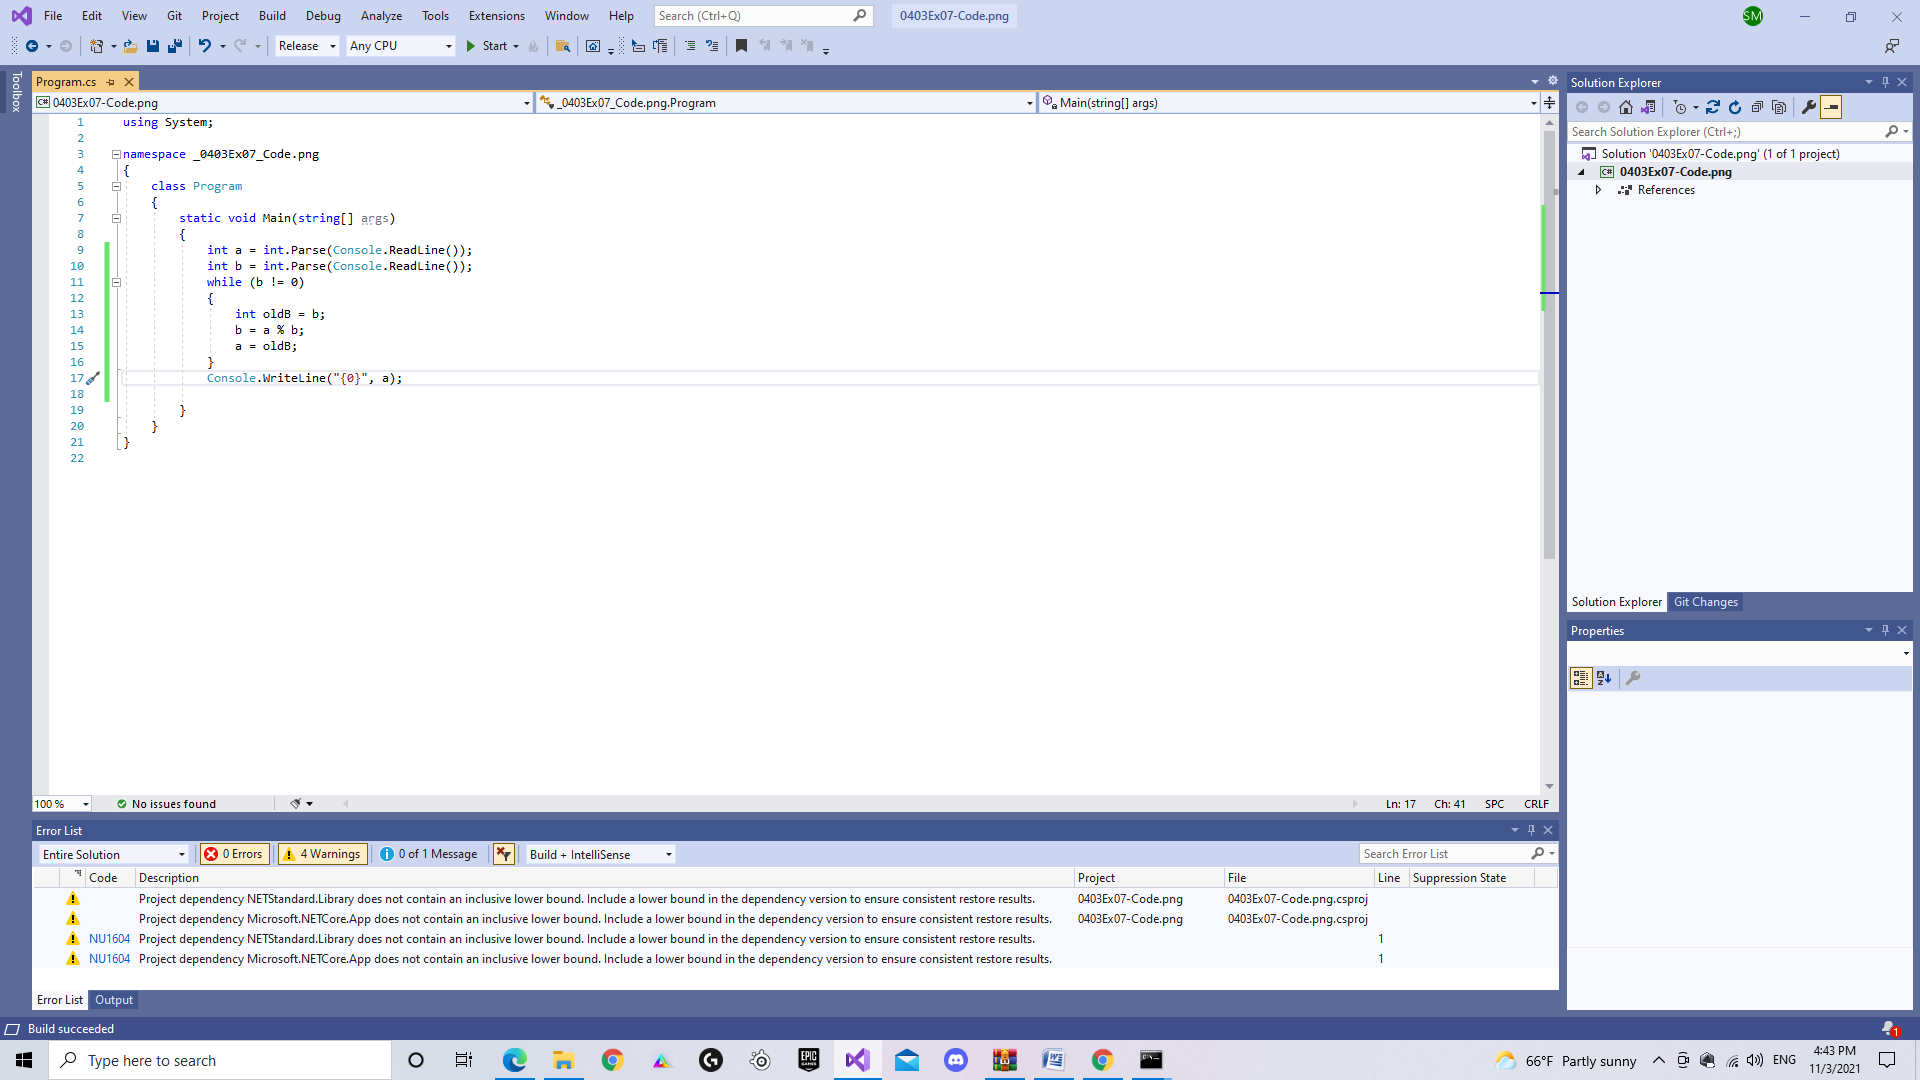 File Edit View Git Project Build Debug Analyze Tools Extensions Window Help Search (Ctrl+Q) 0403Ex07-Code.png SM
Release Any CPU Start
Toolbox
Program.cs
0403Ex07-Code.png _0403Ex07_Code.png.Program Main(string[] args)
1 using System;
2
3 namespace _0403Ex07_Code.png
4 {
5 class Program
6 {
7 static void Main(string[] args)
8 {
9 int a = int.Parse(Console.ReadLine());
10 int b = int.Parse(Console.ReadLine());
11 while (b != 0)
12 {
13 int oldB = b;
14 b = a % b;
15 a = oldB;
16 }
17 Console.WriteLine("{0}", a);
18
19 }
20 }
21 }
22
100 % No issues found Ln: 17 Ch: 41 SPC CRLF
Solution Explorer
Search Solution Explorer (Ctrl+;)
Solution '0403Ex07-Code.png' (1 of 1 project)
C# 0403Ex07-Code.png
References
Solution Explorer Git Changes
Properties
Error List
Entire Solution 0 Errors 4 Warnings 0 of 1 Message Build + IntelliSense Search Error List
Code Description Project File Line Suppression State
Project dependency NETStandard.Library does not contain an inclusive lower bound. Include a lower bound in the dependency version to ensure consistent restore results. 0403Ex07-Code.png 0403Ex07-Code.png.csproj
Project dependency Microsoft.NETCore.App does not contain an inclusive lower bound. Include a lower bound in the dependency version to ensure consistent restore results. 0403Ex07-Code.png 0403Ex07-Code.png.csproj
NU1604 Project dependency NETStandard.Library does not contain an inclusive lower bound. Include a lower bound in the dependency version to ensure consistent restore results. 1
NU1604 Project dependency Microsoft.NETCore.App does not contain an inclusive lower bound. Include a lower bound in the dependency version to ensure consistent restore results. 1
Error List Output
Build succeeded 1
Type here to search EPIC GAMES 66°F Partly sunny ENG 4:43 PM
11/3/2021